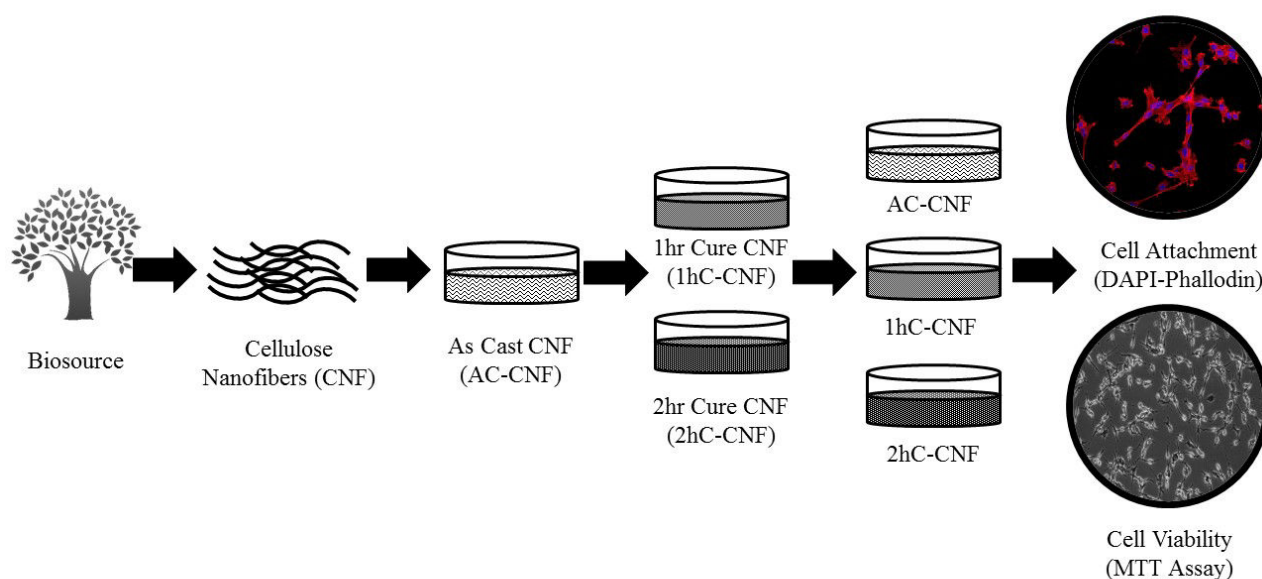 Biosource
Cellulose
Nanofibers (CNF)
As Cast CNF
(AC-CNF)
1hr Cure CNF
(1hC-CNF)
2hr Cure CNF
(2hC-CNF)
AC-CNF
1hC-CNF
2hC-CNF
Cell Attachment
(DAPI-Phallodin)
Cell Viability
(MTT Assay)